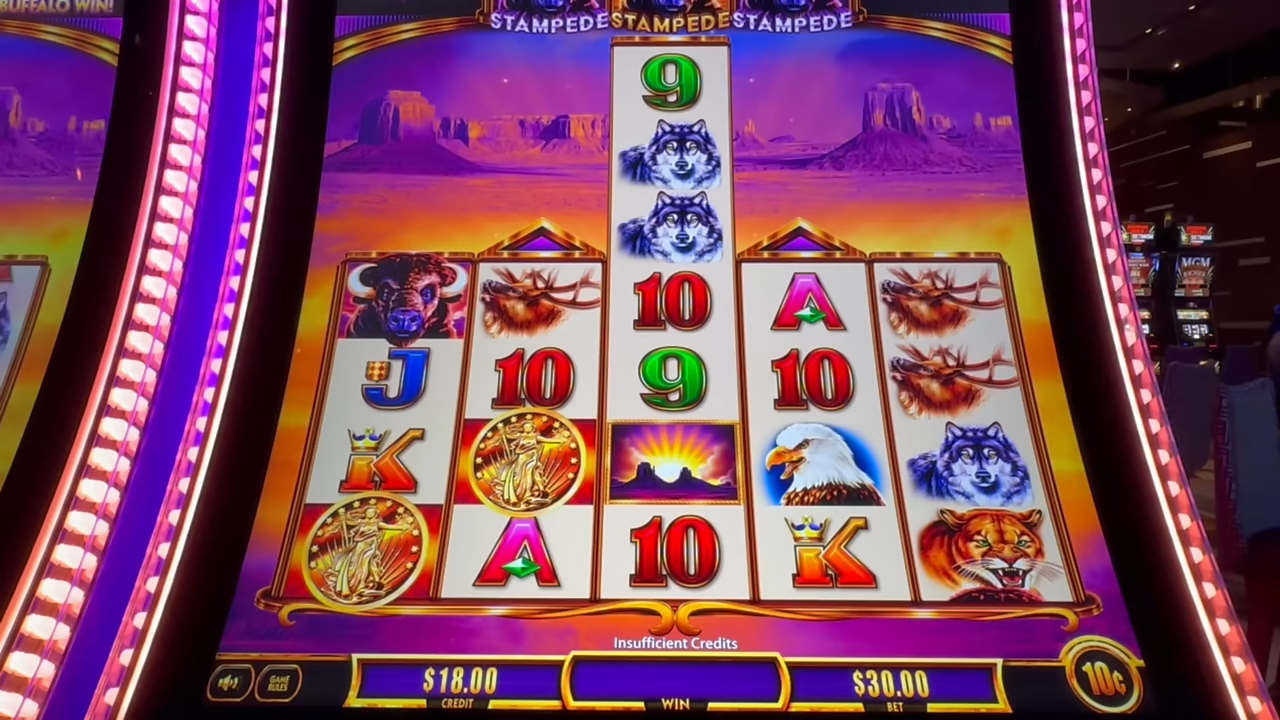 BUFFALO WIN!
STAMPEDE STAMPEDE STAMPEDE
9
10 A
J 10 9 10
K
A 10 K
MGM
Insufficient Credits
$18.00 $30.00 10¢
GAME
RULES
CREDIT WIN BET